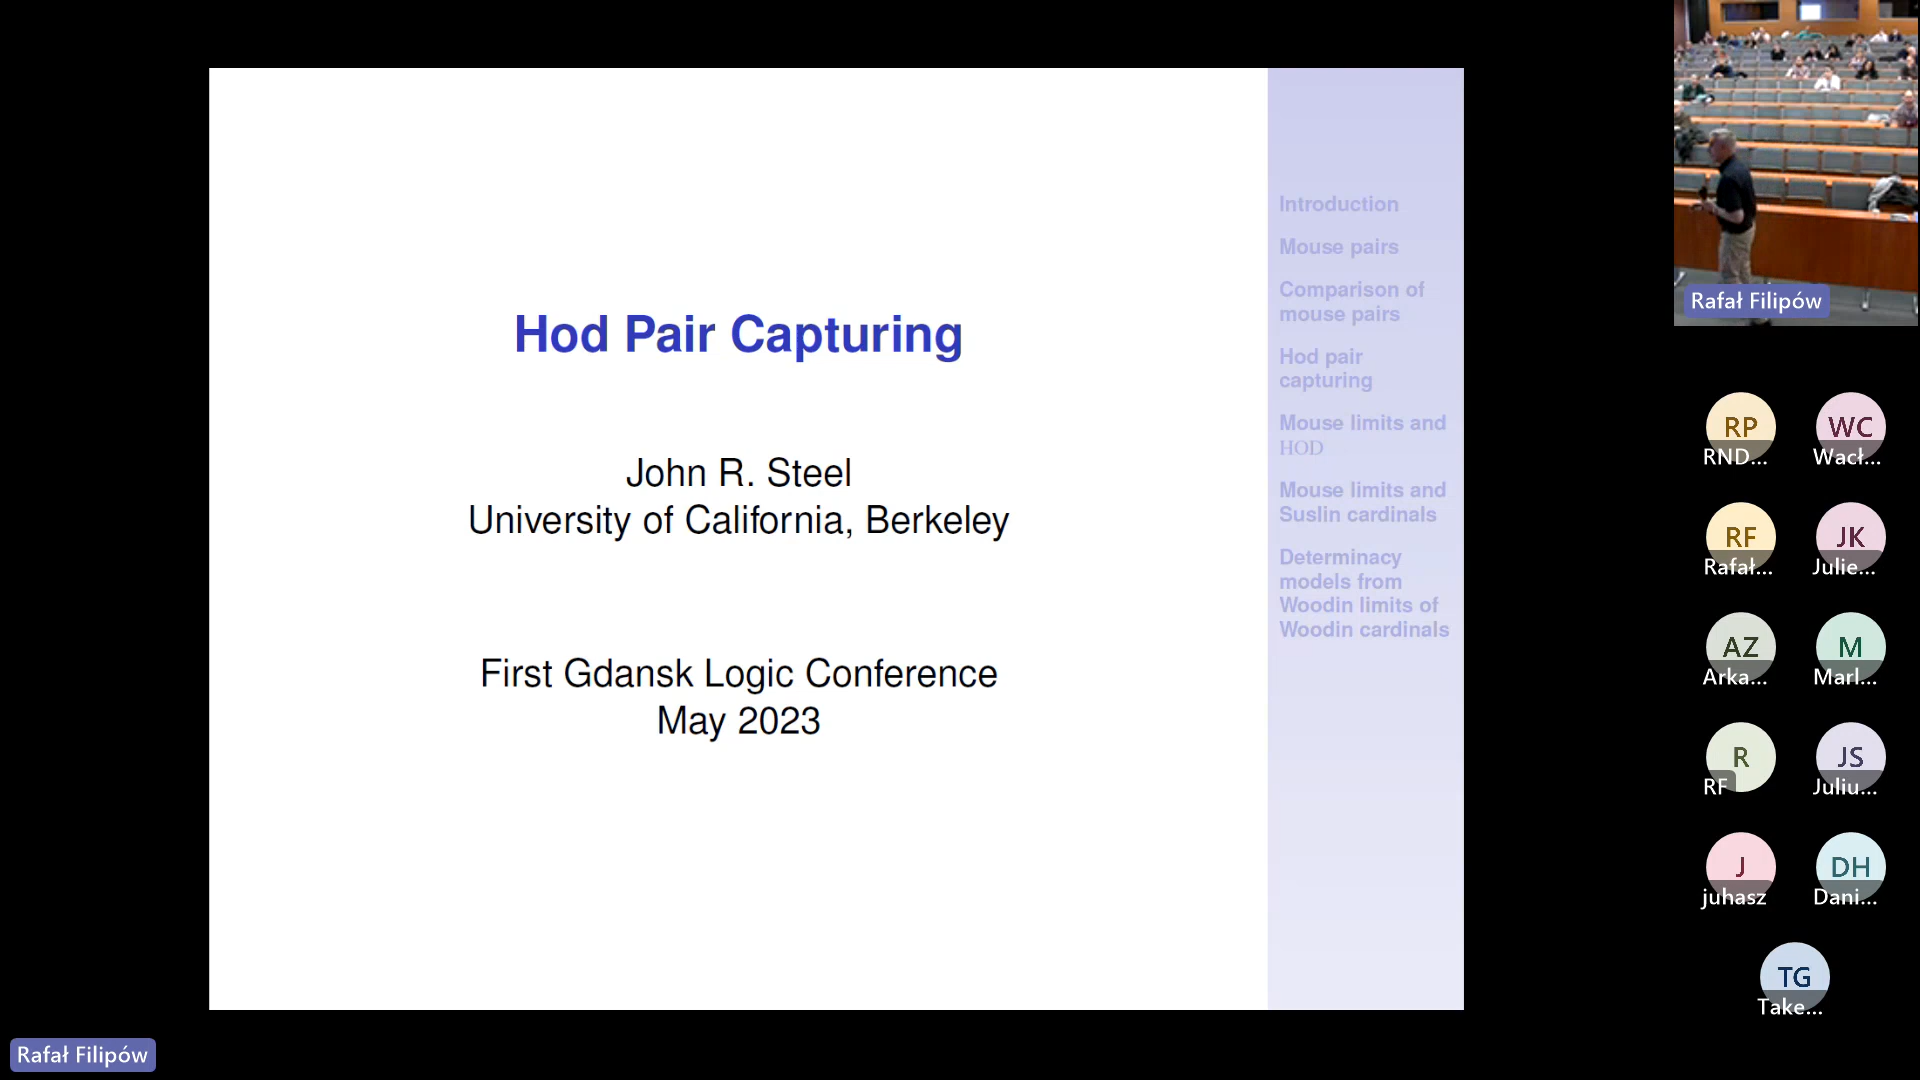 Hod Pair Capturing
John R. Steel
University of California, Berkeley
First Gdansk Logic Conference
May 2023
Introduction
Mouse pairs
Comparison of
mouse pairs
Hod pair
capturing
Mouse limits and
HOD
Mouse limits and
Suslin cardinals
Determinacy
models from
Woodin limits of
Woodin cardinals
Rafał Filipów
RP
RND...
WC
Wacł...
RF
Rafał...
JK
Julie...
AZ
Arka...
M
Marl...
R
RF
JS
Juliu...
J
juhasz
DH
Dani...
TG
Take...
Rafał Filipów